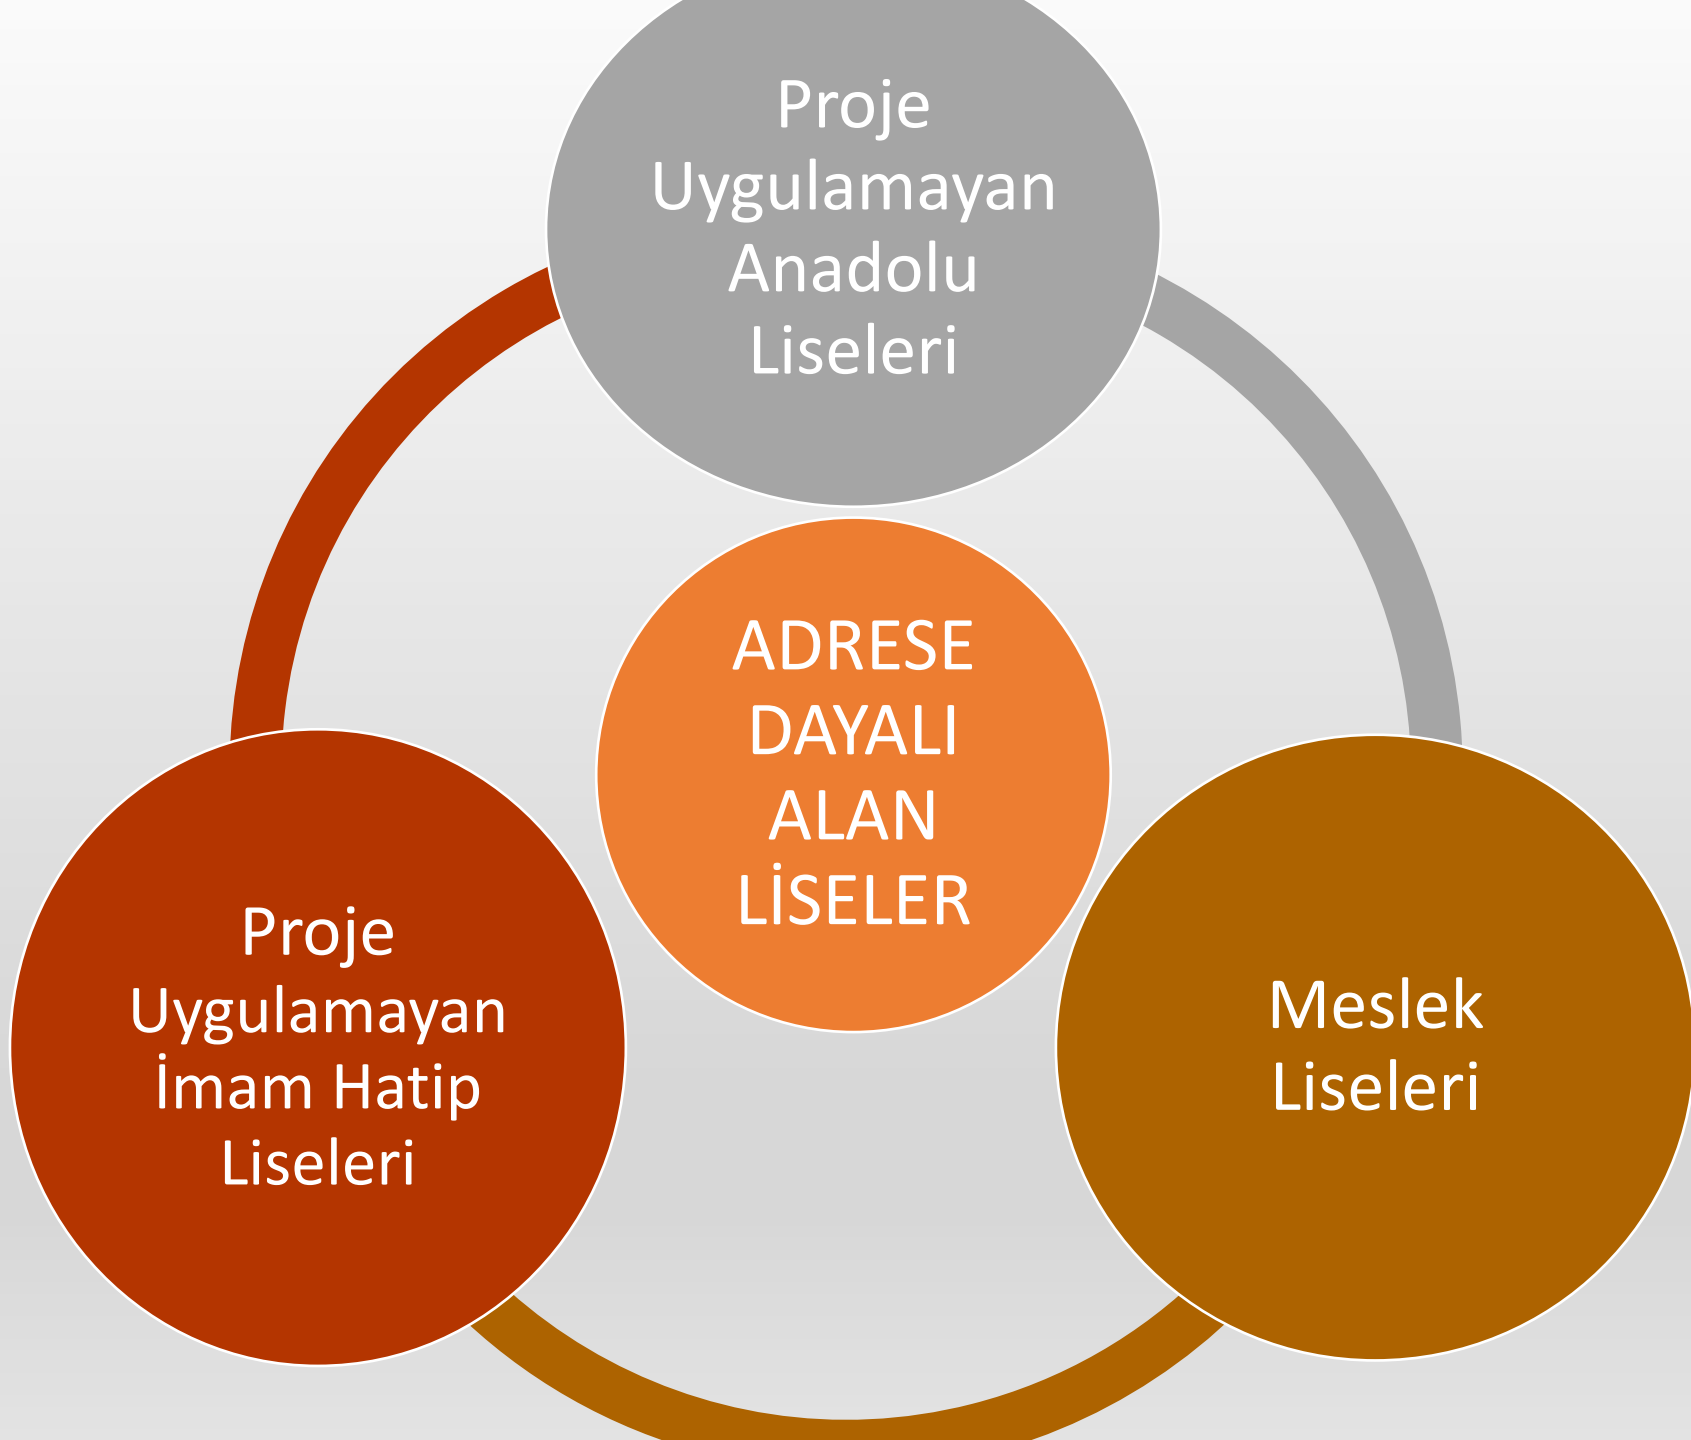 Proje
Uygulamayan
Anadolu
Liseleri
ADRESE
DAYALI
ALAN
LİSELER
Proje
Uygulamayan
İmam Hatip
Liseleri
Meslek
Liseleri